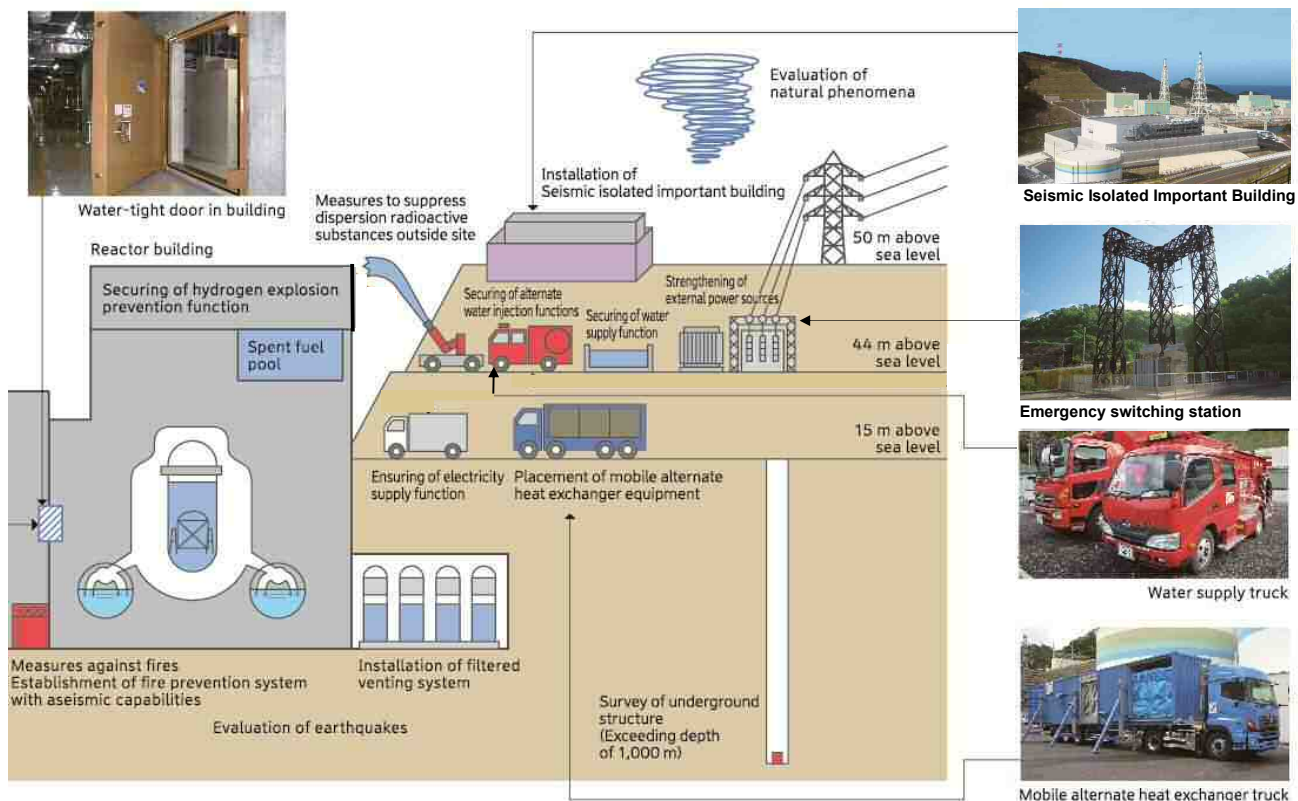 Water-tight door in building
Reactor building
Securing of hydrogen explosion
prevention function
Spent fuel
pool
Measures against fires
Establishment of fire prevention system
with aseismic capabilities
Evaluation of earthquakes
Installation of filtered
venting system
Measures to suppress
dispersion radioactive
substances outside site
Installation of
Seismic isolated important building
Evaluation of
natural phenomena
50 m above
sea level
Securing of alternate
water injection functions
Securing of water
supply function
Strengthening of
external power sources
44 m above
sea level
Ensuring of electricity
supply function
Placement of mobile alternate
heat exchanger equipment
15 m above
sea level
Survey of underground
structure
(Exceeding depth
of 1,000 m)
Seismic Isolated Important Building
Emergency switching station
Water supply truck
Mobile alternate heat exchanger truck